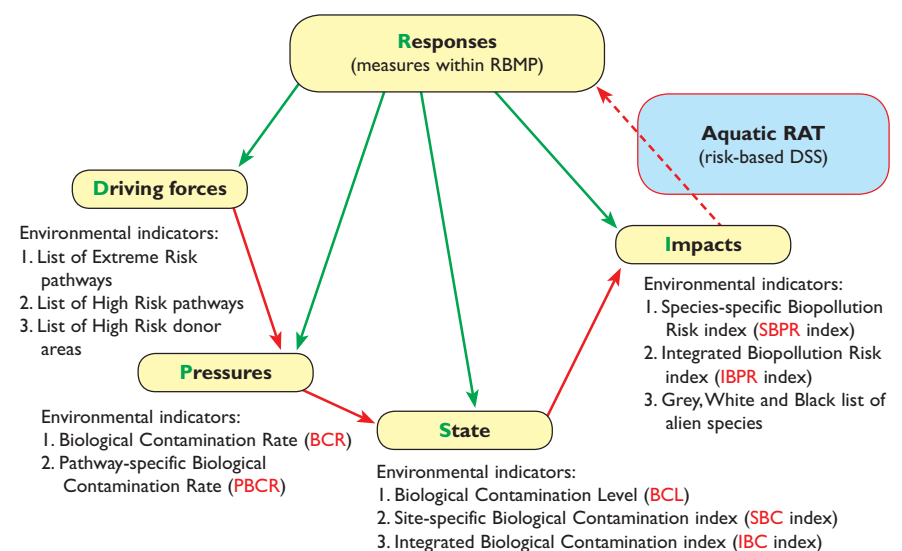 Responses
(measures within RBMP)
Aquatic RAT
(risk-based DSS)
Driving forces
Environmental indicators:
1. List of Extreme Risk
pathways
2. List of High Risk pathways
3. List of High Risk donor
areas
Impacts
Environmental indicators:
1. Species-specific Biopollution
Risk index (SBPR index)
2. Integrated Biopollution Risk
index (IBPR index)
3. Grey, White and Black list of
alien species
Pressures
Environmental indicators:
1. Biological Contamination Rate (BCR)
2. Pathway-specific Biological
Contamination Rate (PBCR)
State
Environmental indicators:
1. Biological Contamination Level (BCL)
2. Site-specific Biological Contamination index (SBC index)
3. Integrated Biological Contamination index (IBC index)